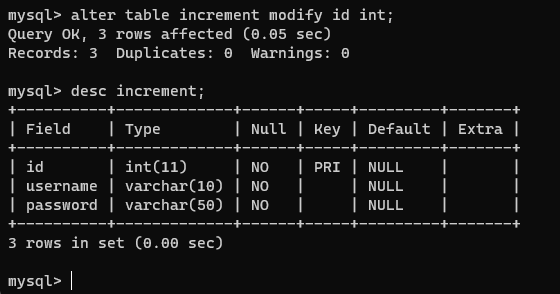 mysql> alter table increment modify id int;
Query OK, 3 rows affected (0.05 sec)
Records: 3  Duplicates: 0  Warnings: 0

mysql> desc increment;
+----------+-------------+------+-----+---------+-------+
| Field    | Type        | Null | Key | Default | Extra |
+----------+-------------+------+-----+---------+-------+
| id       | int(11)     | NO   | PRI | NULL    |       |
| username | varchar(10) | NO   |     | NULL    |       |
| password | varchar(50) | NO   |     | NULL    |       |
+----------+-------------+------+-----+---------+-------+
3 rows in set (0.00 sec)

mysql>